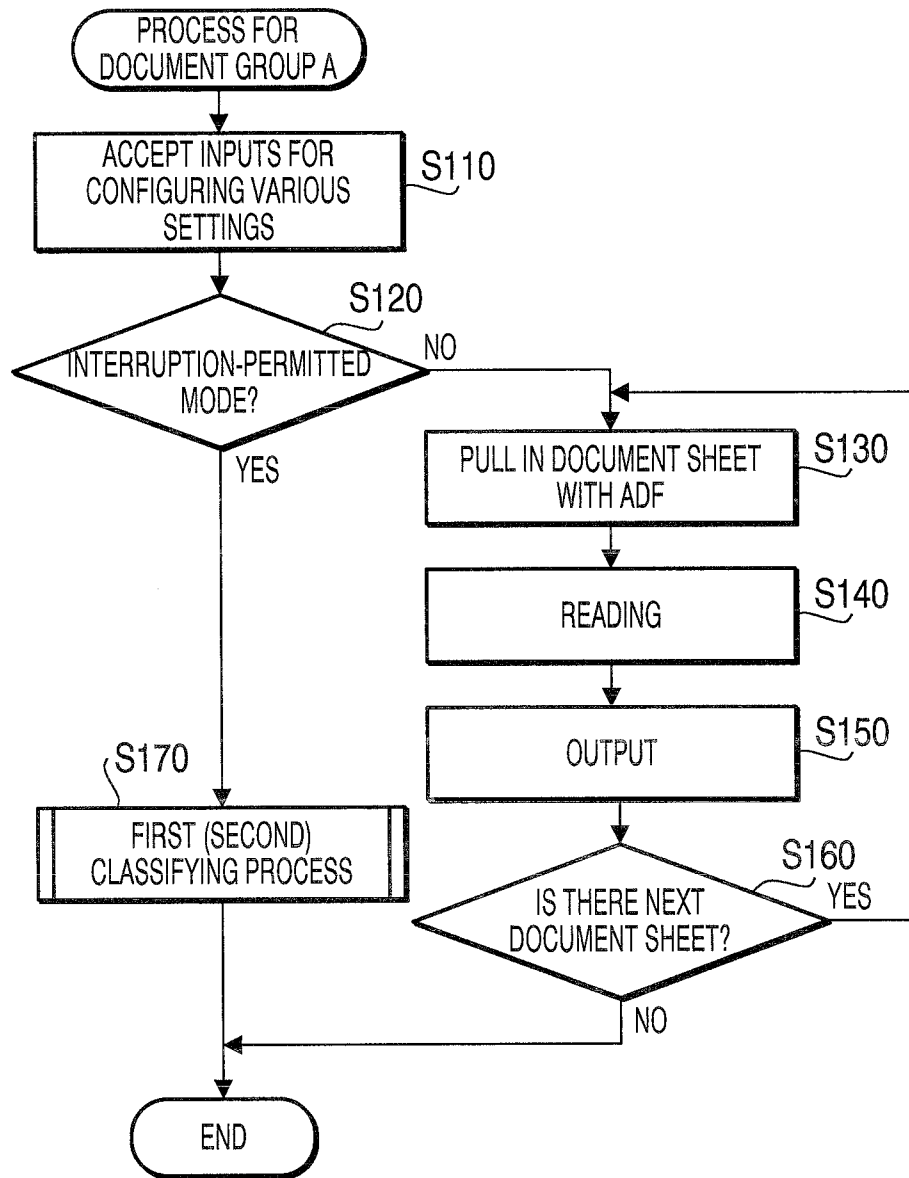 PROCESS FOR
DOCUMENT GROUP A
ACCEPT INPUTS FOR
CONFIGURING VARIOUS
SETTINGS
S110
S120
INTERRUPTION-PERMITTED
MODE?
NO
YES
PULL IN DOCUMENT SHEET
WITH ADF
S130
READING
S140
OUTPUT
S150
S170
FIRST (SECOND)
CLASSIFYING PROCESS
S160
IS THERE NEXT
DOCUMENT SHEET?
YES
NO
END